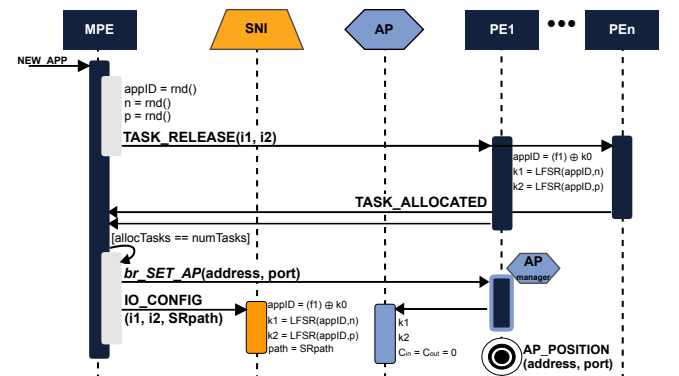 MPE
SNI
AP
PE1
•••
PEn
NEW_APP
appID = rnd()
n = rnd()
p = rnd()
TASK_RELEASE(i1, i2)
appID = (f1) ⊕ k0
k1 = LFSR(appID,n)
k2 = LFSR(appID,p)
TASK_ALLOCATED
[allocTasks == numTasks]
br_SET_AP(address, port)
AP
manager
IO_CONFIG
(i1, i2, SRpath)
appID = (f1) ⊕ k0
k1 = LFSR(appID,n)
k2 = LFSR(appID,p)
path = SRpath
k1
k2
Cin = Cout = 0
AP_POSITION
(address, port)